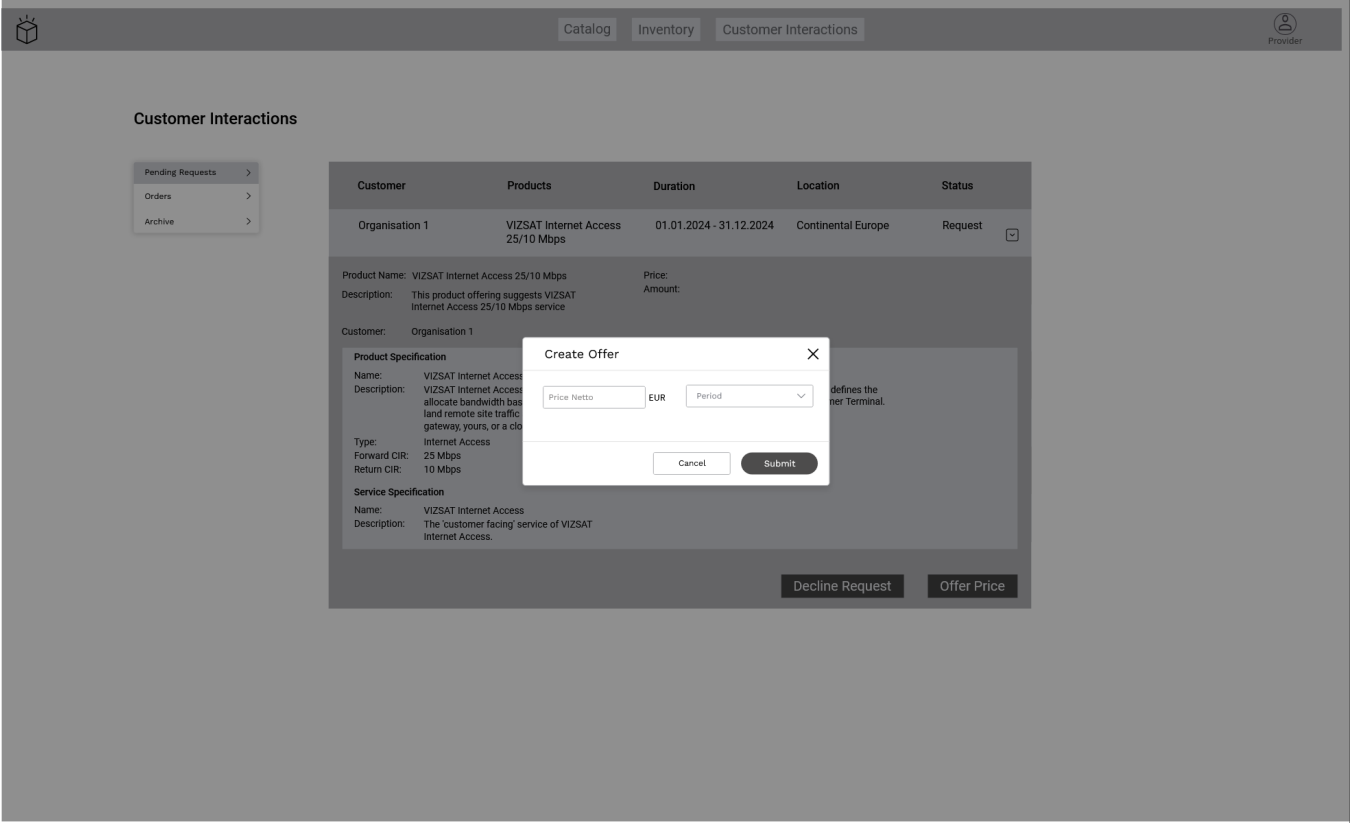 Catalog
Inventory
Customer Interactions
Provider
Customer Interactions
Pending Requests
Orders
Archive
Customer Products Duration Location Status
Organisation 1
VIZSAT Internet Access
25/10 Mbps
01.01.2024 - 31.12.2024
Continental Europe
Request
Product Name: VIZSAT Internet Access 25/10 Mbps
Description: This product offering suggests VIZSAT
Internet Access 25/10 Mbps service
Customer: Organisation 1
Price:
Amount:
Product Specification
Name: VIZSAT Internet Access
Description: VIZSAT Internet Access
allocate bandwidth bas
land remote site traffic
gateway, yours, or a clo
defines the
ner Terminal.
Type: Internet Access
Forward CIR: 25 Mbps
Return CIR: 10 Mbps
Service Specification
Name: VIZSAT Internet Access
Description: The 'customer facing' service of VIZSAT
Internet Access.
Create Offer
Price Netto
EUR
Period
Cancel
Submit
Decline Request
Offer Price